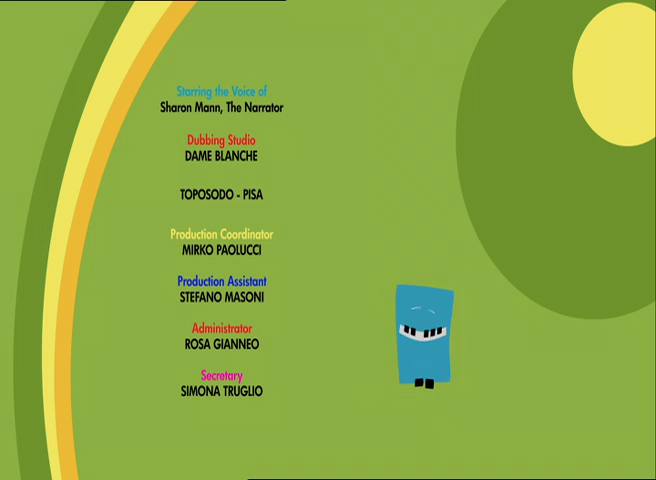 Starring the Voice of
Sharon Mann, The Narrator
Dubbing Studio
DAME BLANCHE
TOPOSODO - PISA
Production Coordinator
MIRKO PAOLUCCI
Production Assistant
STEFANO MASONI
Administrator
ROSA GIANNEO
Secretary
SIMONA TRUGLIO